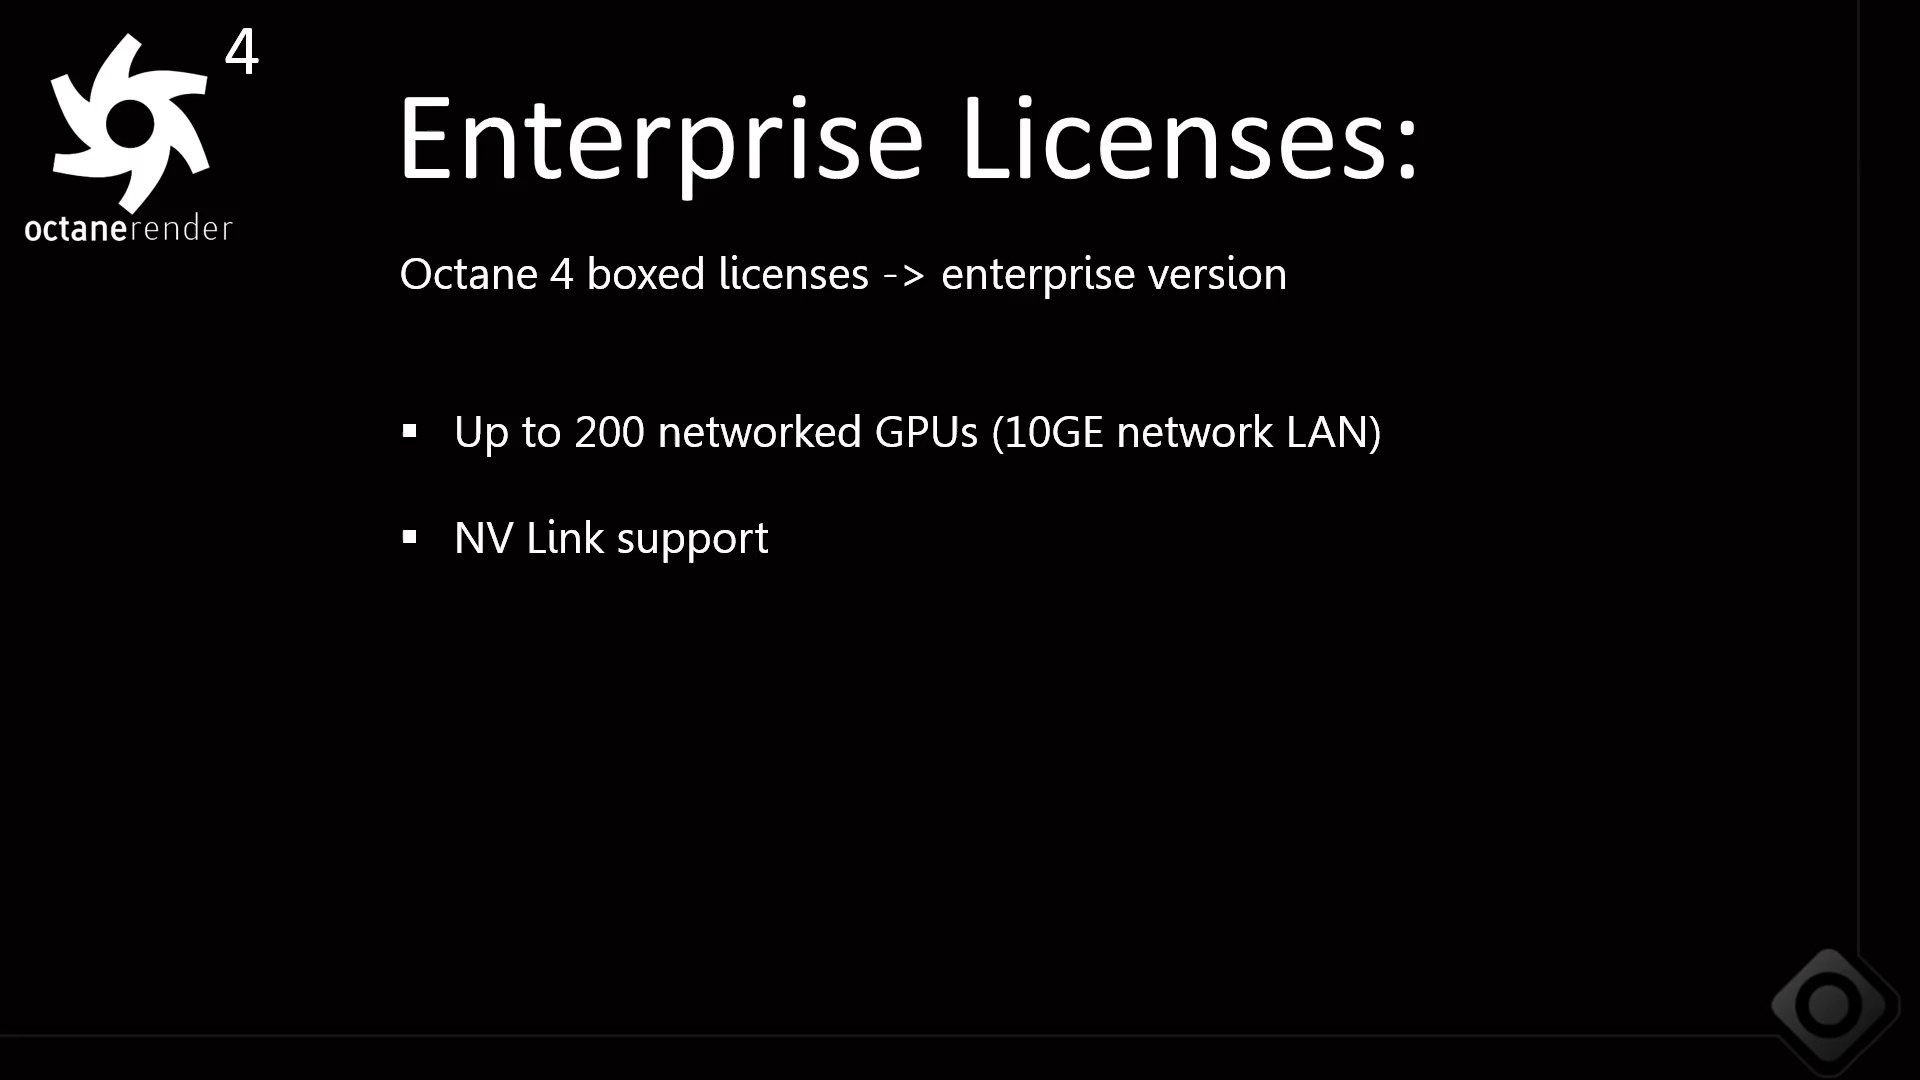 4
octanerender
Enterprise Licenses:
Octane 4 boxed licenses -> enterprise version
▪ Up to 200 networked GPUs (10GE network LAN)
▪ NV Link support